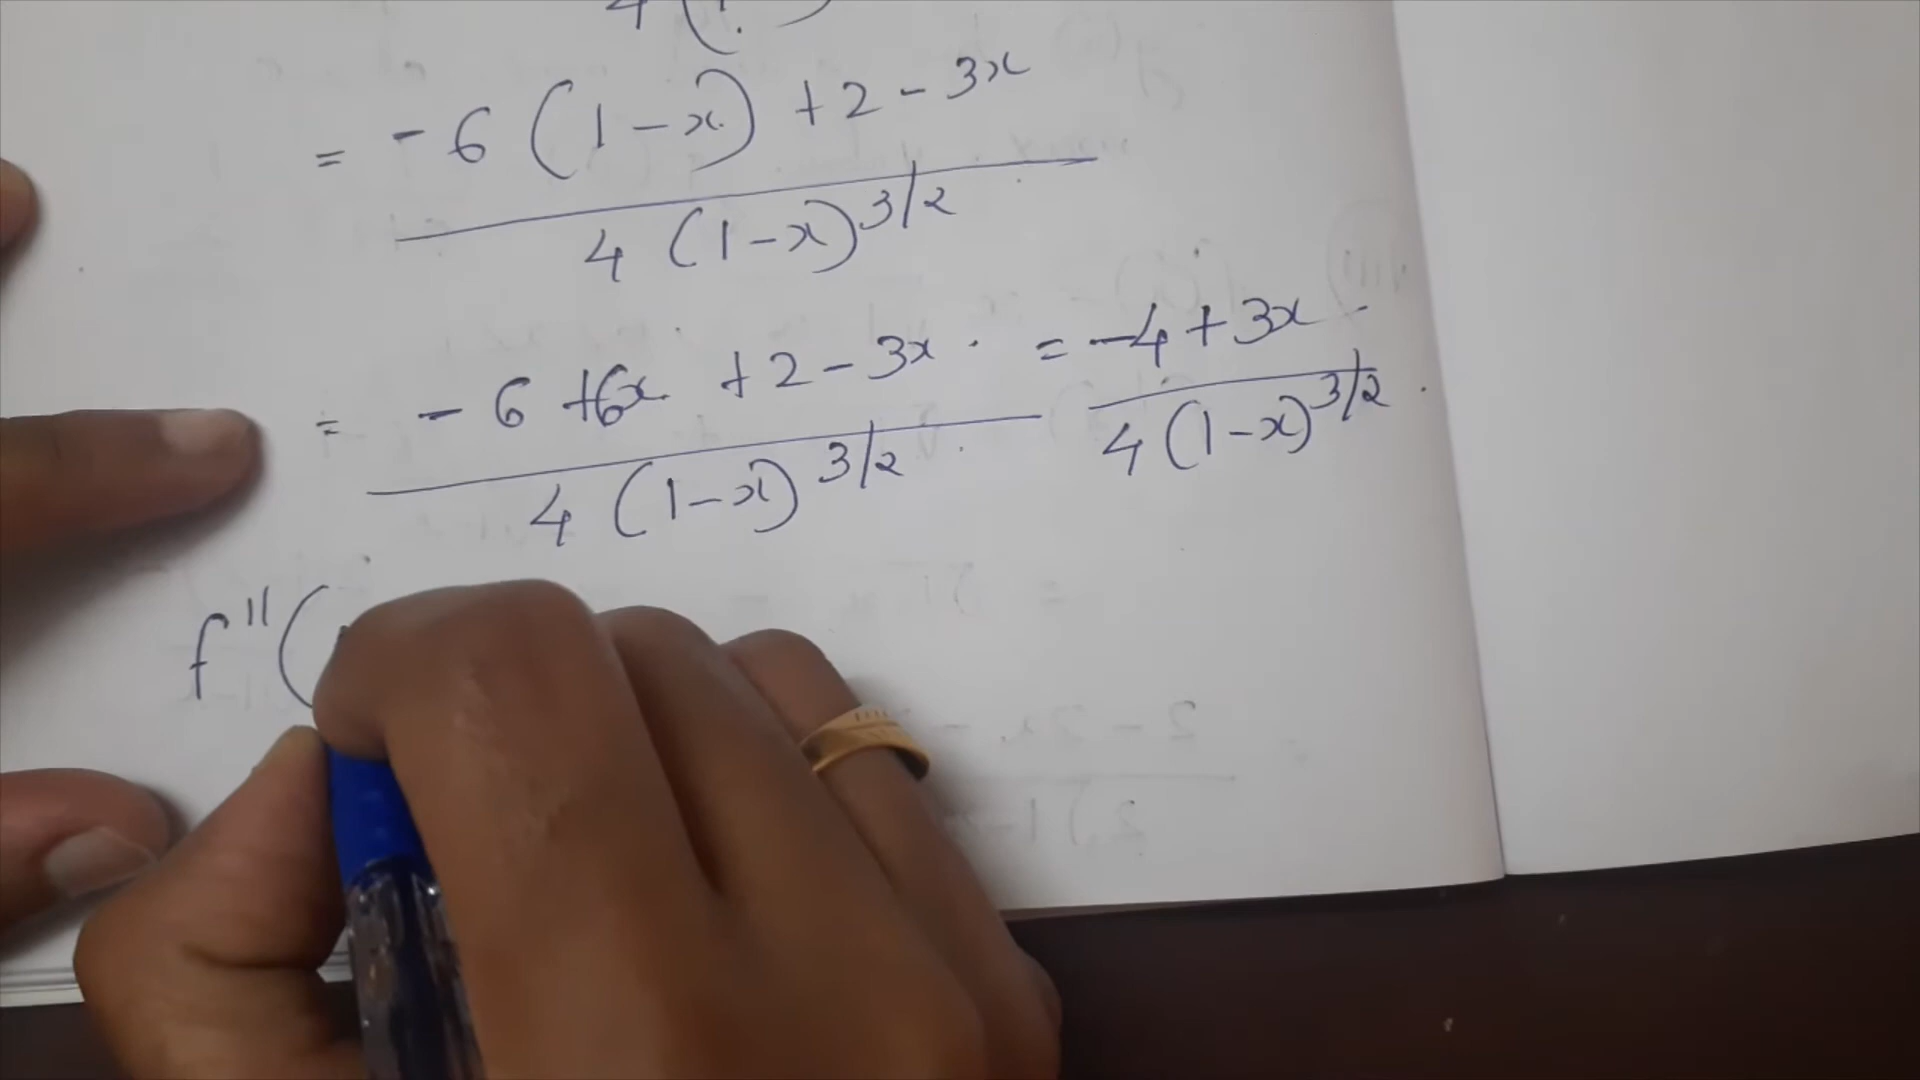 = -6 (1-x) +2-3x
4 (1-x)^3/2
= -6 +6x +2-3x . = -4+3x
4 (1-x)^3/2 4 (1-x)^3/2 .
f''(